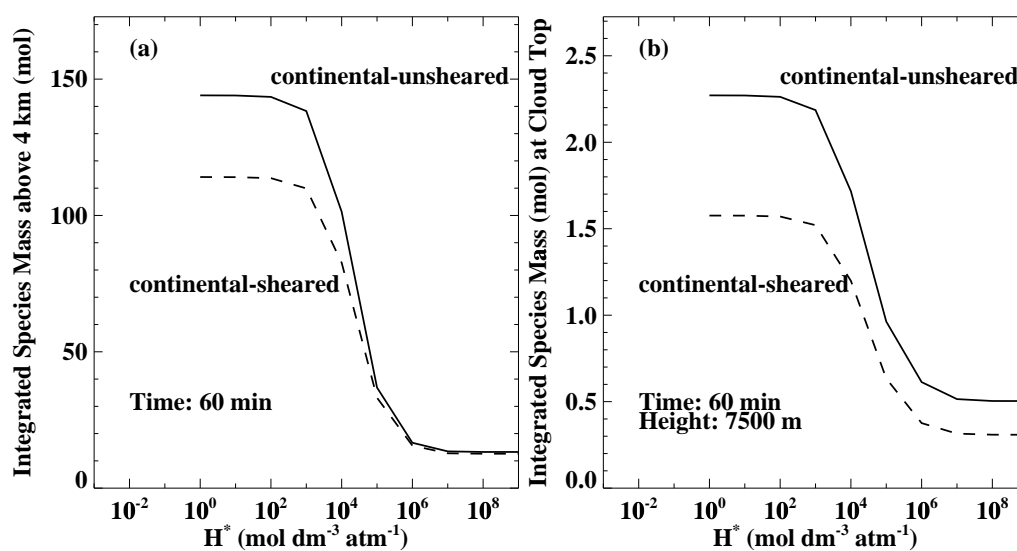 (a)
continental-unsheared
continental-sheared
Time: 60 min
Integrated Species Mass above 4 km (mol)
150
100
50
0
10^-2 10^0 10^2 10^4 10^6 10^8
H^* (mol dm^-3 atm^-1)
(b)
continental-unsheared
continental-sheared
Time: 60 min
Height: 7500 m
Integrated Species Mass (mol) at Cloud Top
2.5
2.0
1.5
1.0
0.5
0.0
10^-2 10^0 10^2 10^4 10^6 10^8
H^* (mol dm^-3 atm^-1)